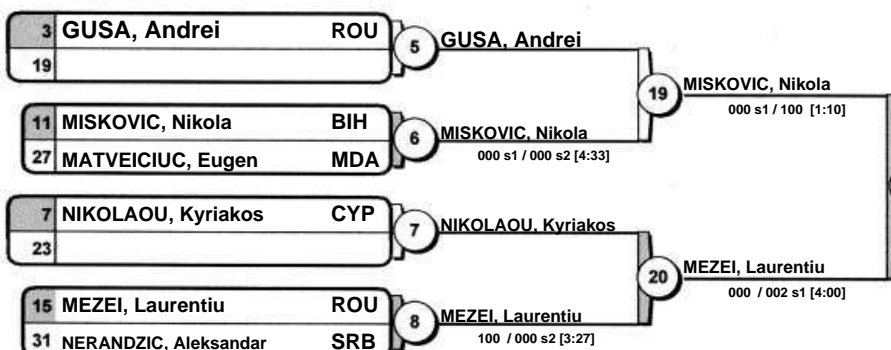 3 GUSA, Andrei ROU
19
5 GUSA, Andrei
11 MISKOVIC, Nikola BIH
27 MATVEICIUC, Eugen MDA
6 MISKOVIC, Nikola
000 s1 / 000 s2 [4:33]
19 MISKOVIC, Nikola
000 s1 / 100 [1:10]
7 NIKOLAOU, Kyriakos CYP
23
7 NIKOLAOU, Kyriakos
15 MEZEI, Laurentiu ROU
31 NERANDZIC, Aleksandar SRB
8 MEZEI, Laurentiu
100 / 000 s2 [3:27]
20 MEZEI, Laurentiu
000 / 002 s1 [4:00]